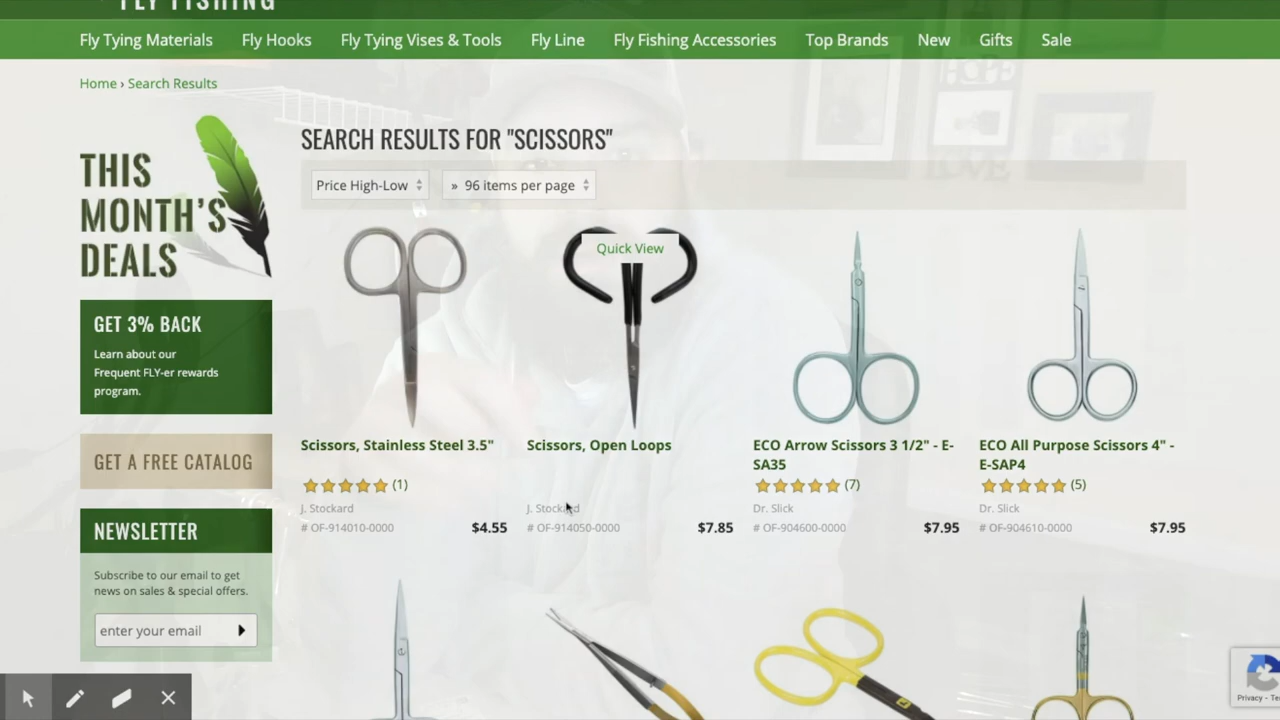 FLY FISHING
Fly Tying Materials Fly Hooks Fly Tying Vises & Tools Fly Line Fly Fishing Accessories Top Brands New Gifts Sale
Home › Search Results
THIS
MONTH'S
DEALS
SEARCH RESULTS FOR "SCISSORS"
Price High-Low » 96 items per page
HOPE
LOVE
Quick View
GET 3% BACK
Learn about our
Frequent FLY-er rewards
program.
GET A FREE CATALOG
NEWSLETTER
Subscribe to our email to get
news on sales & special offers.
enter your email
Scissors, Stainless Steel 3.5"
(1)
J. Stockard
# OF-914010-0000 $4.55
Scissors, Open Loops
J. Stockard
# OF-914050-0000 $7.85
ECO Arrow Scissors 3 1/2" - E-
SA35
(7)
Dr. Slick
# OF-904600-0000 $7.95
ECO All Purpose Scissors 4" -
E-SAP4
(5)
Dr. Slick
# OF-904610-0000 $7.95
Privacy - Te